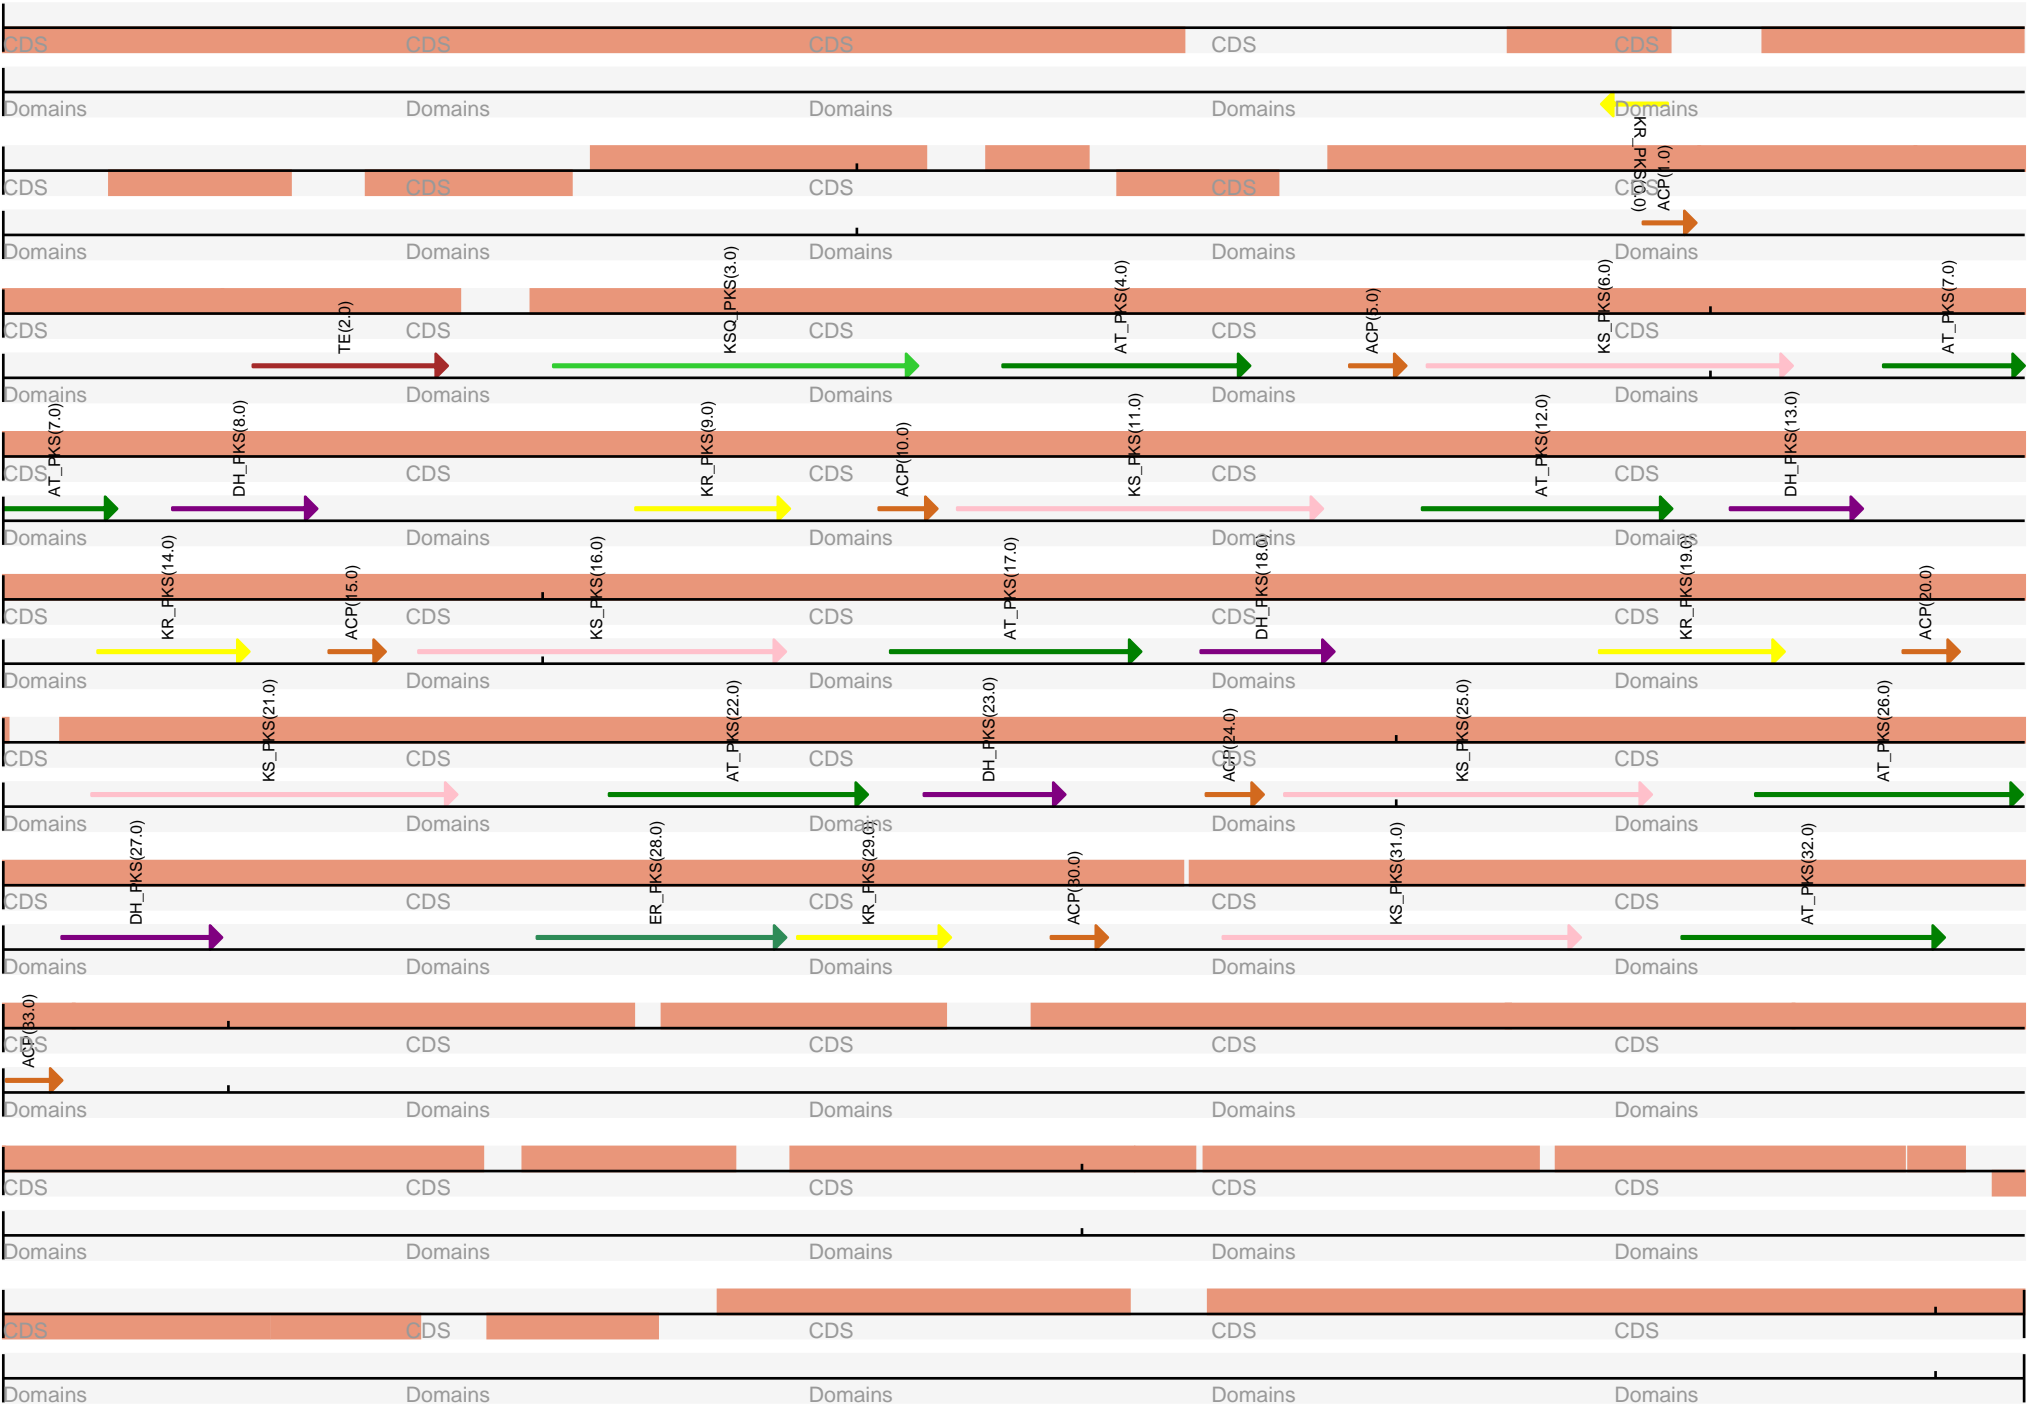 CDS CDS CDS CDS CDS
Domains Domains Domains Domains Domains
KR_PKS(0.0)
CDS CDS CDS CDS CDS
ACP(1.0)
Domains Domains Domains Domains Domains
CDS CDS CDS CDS CDS
TE(2.0) KSQ_PKS(3.0) AT_PKS(4.0) ACP(5.0) KS_PKS(6.0) AT_PKS(7.0)
Domains Domains Domains Domains Domains
CDS CDS CDS CDS CDS
AT_PKS(7.0) DH_PKS(8.0) KR_PKS(9.0) ACP(10.0) KS_PKS(11.0) AT_PKS(12.0) DH_PKS(13.0)
Domains Domains Domains Domains Domains
CDS CDS CDS CDS CDS
KR_PKS(14.0) ACP(15.0) KS_PKS(16.0) AT_PKS(17.0) DH_PKS(18.0) KR_PKS(19.0) ACP(20.0)
Domains Domains Domains Domains Domains
CDS CDS CDS CDS CDS
KS_PKS(21.0) AT_PKS(22.0) DH_PKS(23.0) ACP(24.0) KS_PKS(25.0) AT_PKS(26.0)
Domains Domains Domains Domains Domains
CDS CDS CDS CDS CDS
DH_PKS(27.0) ER_PKS(28.0) KR_PKS(29.0) ACP(30.0) KS_PKS(31.0) AT_PKS(32.0)
Domains Domains Domains Domains Domains
CDS CDS CDS CDS CDS
ACP(33.0)
Domains Domains Domains Domains Domains
CDS CDS CDS CDS CDS
Domains Domains Domains Domains Domains
CDS CDS CDS CDS CDS
Domains Domains Domains Domains Domains